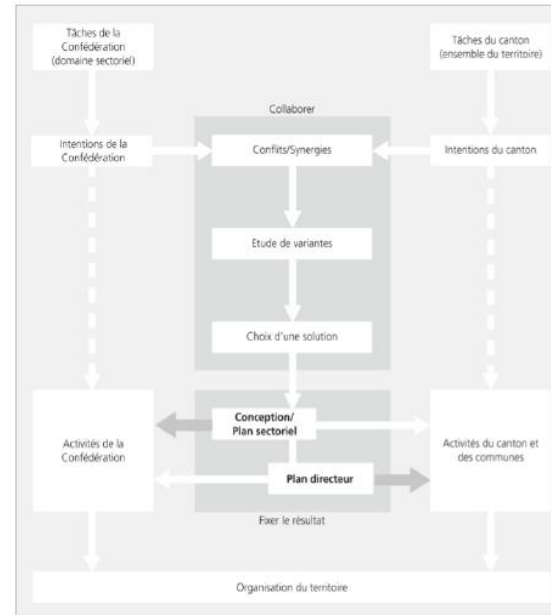 Tâches de la
Confédération
(domaine sectoriel)
Tâches du canton
(ensemble du territoire)
Collaborer
Intentions de la
Confédération
Conflits/Synergies
Intentions du canton
Etude de variantes
Choix d'une solution
Conception/
Plan sectoriel
Activités de la
Confédération
Activités du canton et
des communes
Plan directeur
Fixer le résultat
Organisation du territoire